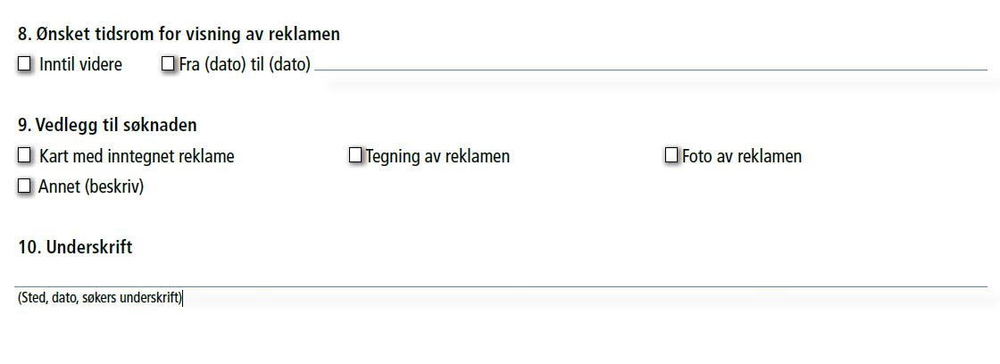 8. Ønsket tidsrom for visning av reklamen
Inntil videre Fra (dato) til (dato)
9. Vedlegg til søknaden
Kart med inntegnet reklame Tegning av reklamen Foto av reklamen
Annet (beskriv)
10. Underskrift
(Sted, dato, søkers underskrift)